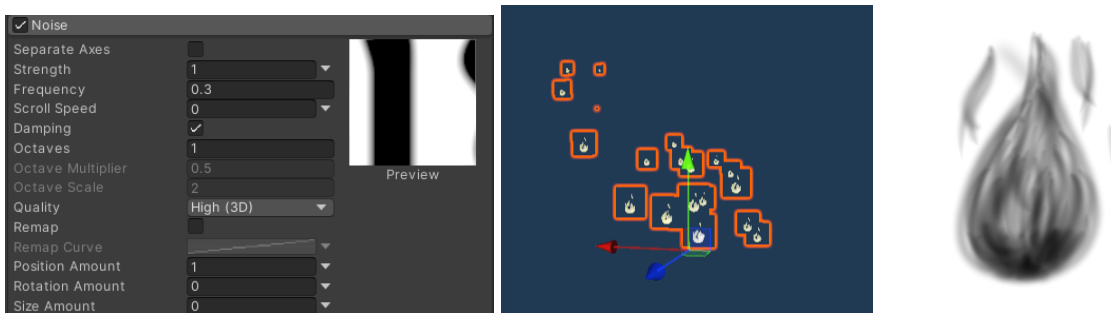 Noise
Separate Axes
Strength 1
Frequency 0.3
Scroll Speed 0
Damping
Octaves 1
Octave Multiplier 0.5
Octave Scale 2
Quality High (3D)
Remap
Remap Curve
Position Amount 1
Rotation Amount 0
Size Amount 0
Preview